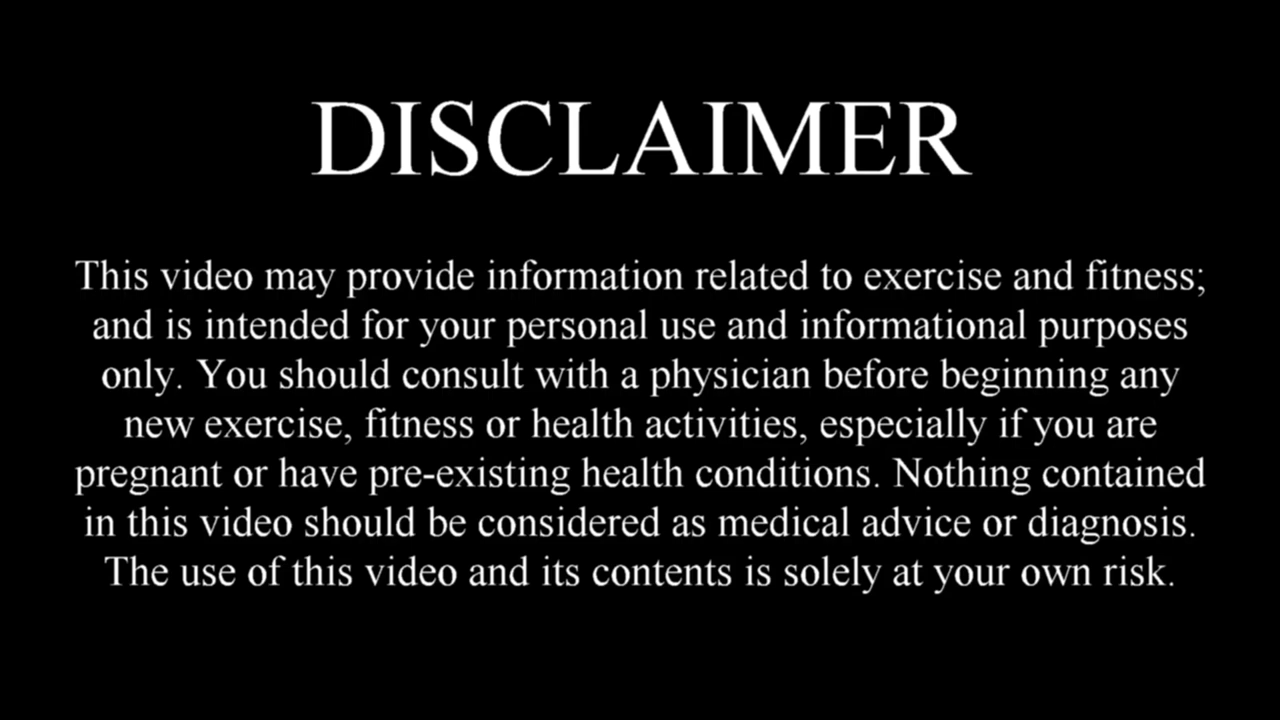 DISCLAIMER
This video may provide information related to exercise and fitness;
and is intended for your personal use and informational purposes
only. You should consult with a physician before beginning any
new exercise, fitness or health activities, especially if you are
pregnant or have pre-existing health conditions. Nothing contained
in this video should be considered as medical advice or diagnosis.
The use of this video and its contents is solely at your own risk.